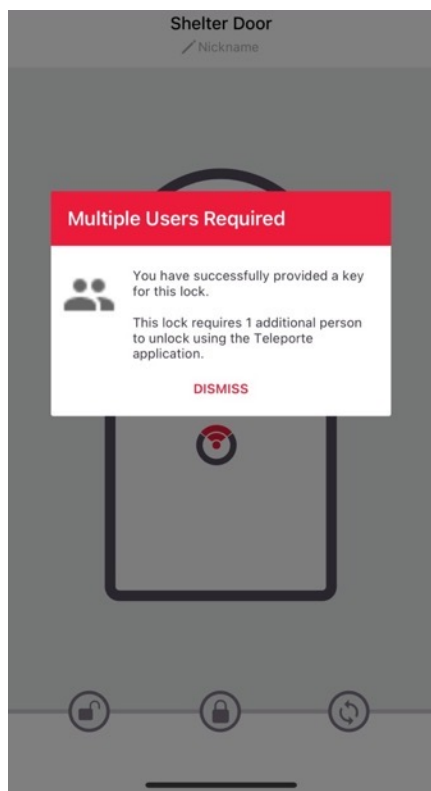 Shelter Door
Nickname
Multiple Users Required
You have successfully provided a key
for this lock.
This lock requires 1 additional person
to unlock using the Teleporte
application.
DISMISS